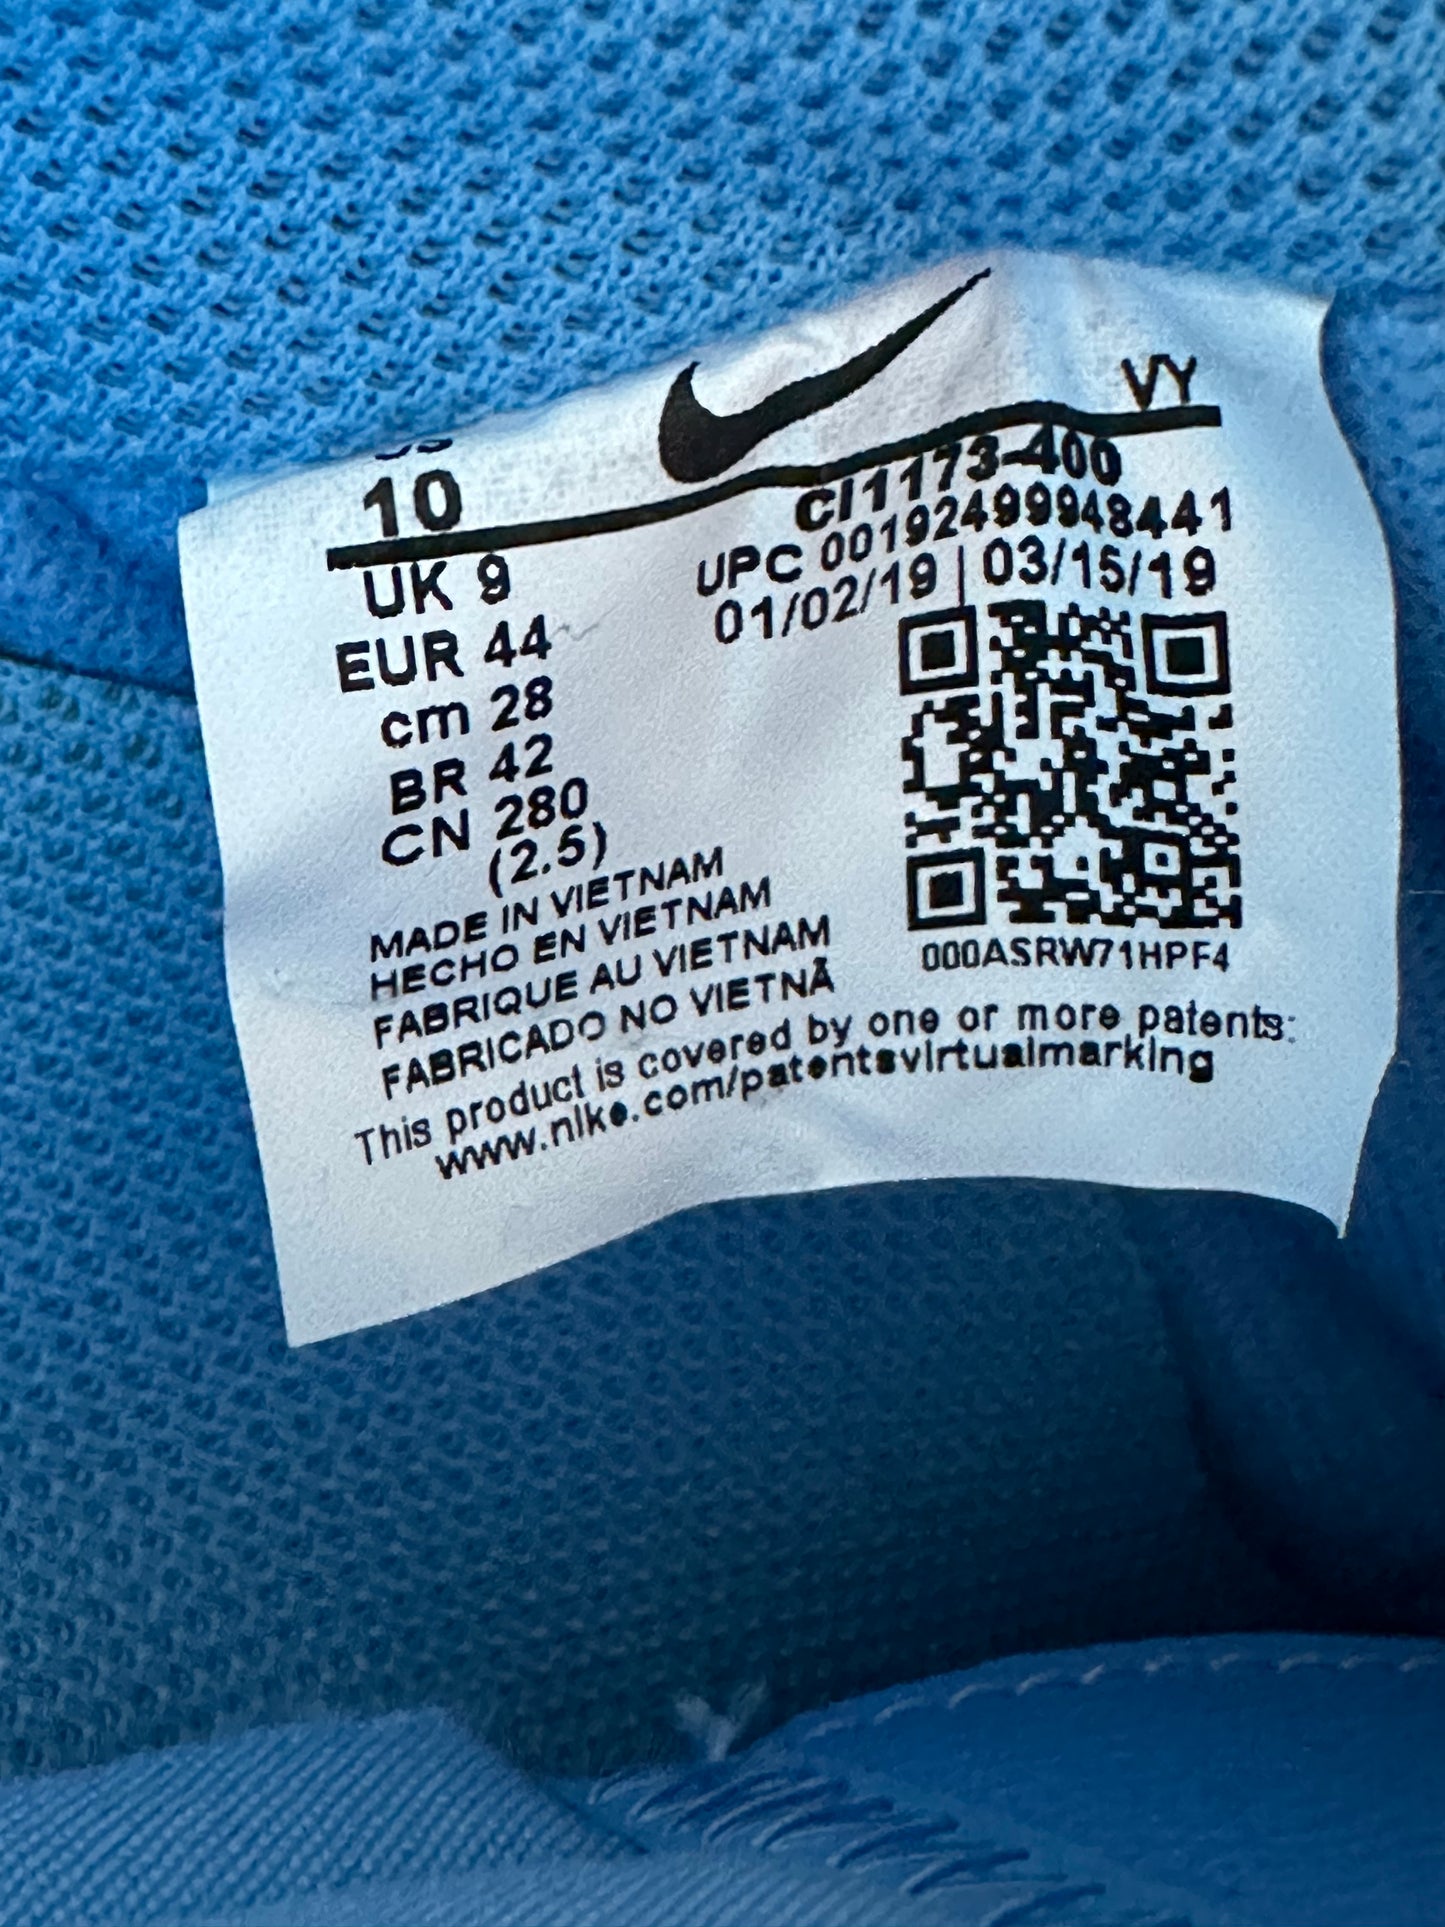 VY
US
10
CI1173-400
UPC 00192499948441
01/02/19 | 03/15/19
UK 9
EUR 44
cm 28
BR 42
CN 280
(2.5)
MADE IN VIETNAM
HECHO EN VIETNAM
FABRIQUE AU VIETNAM
FABRICADO NO VIETNÃ
000ASRW71HPF4
This product is covered by one or more patents:
www.nike.com/patentsvirtualmarking